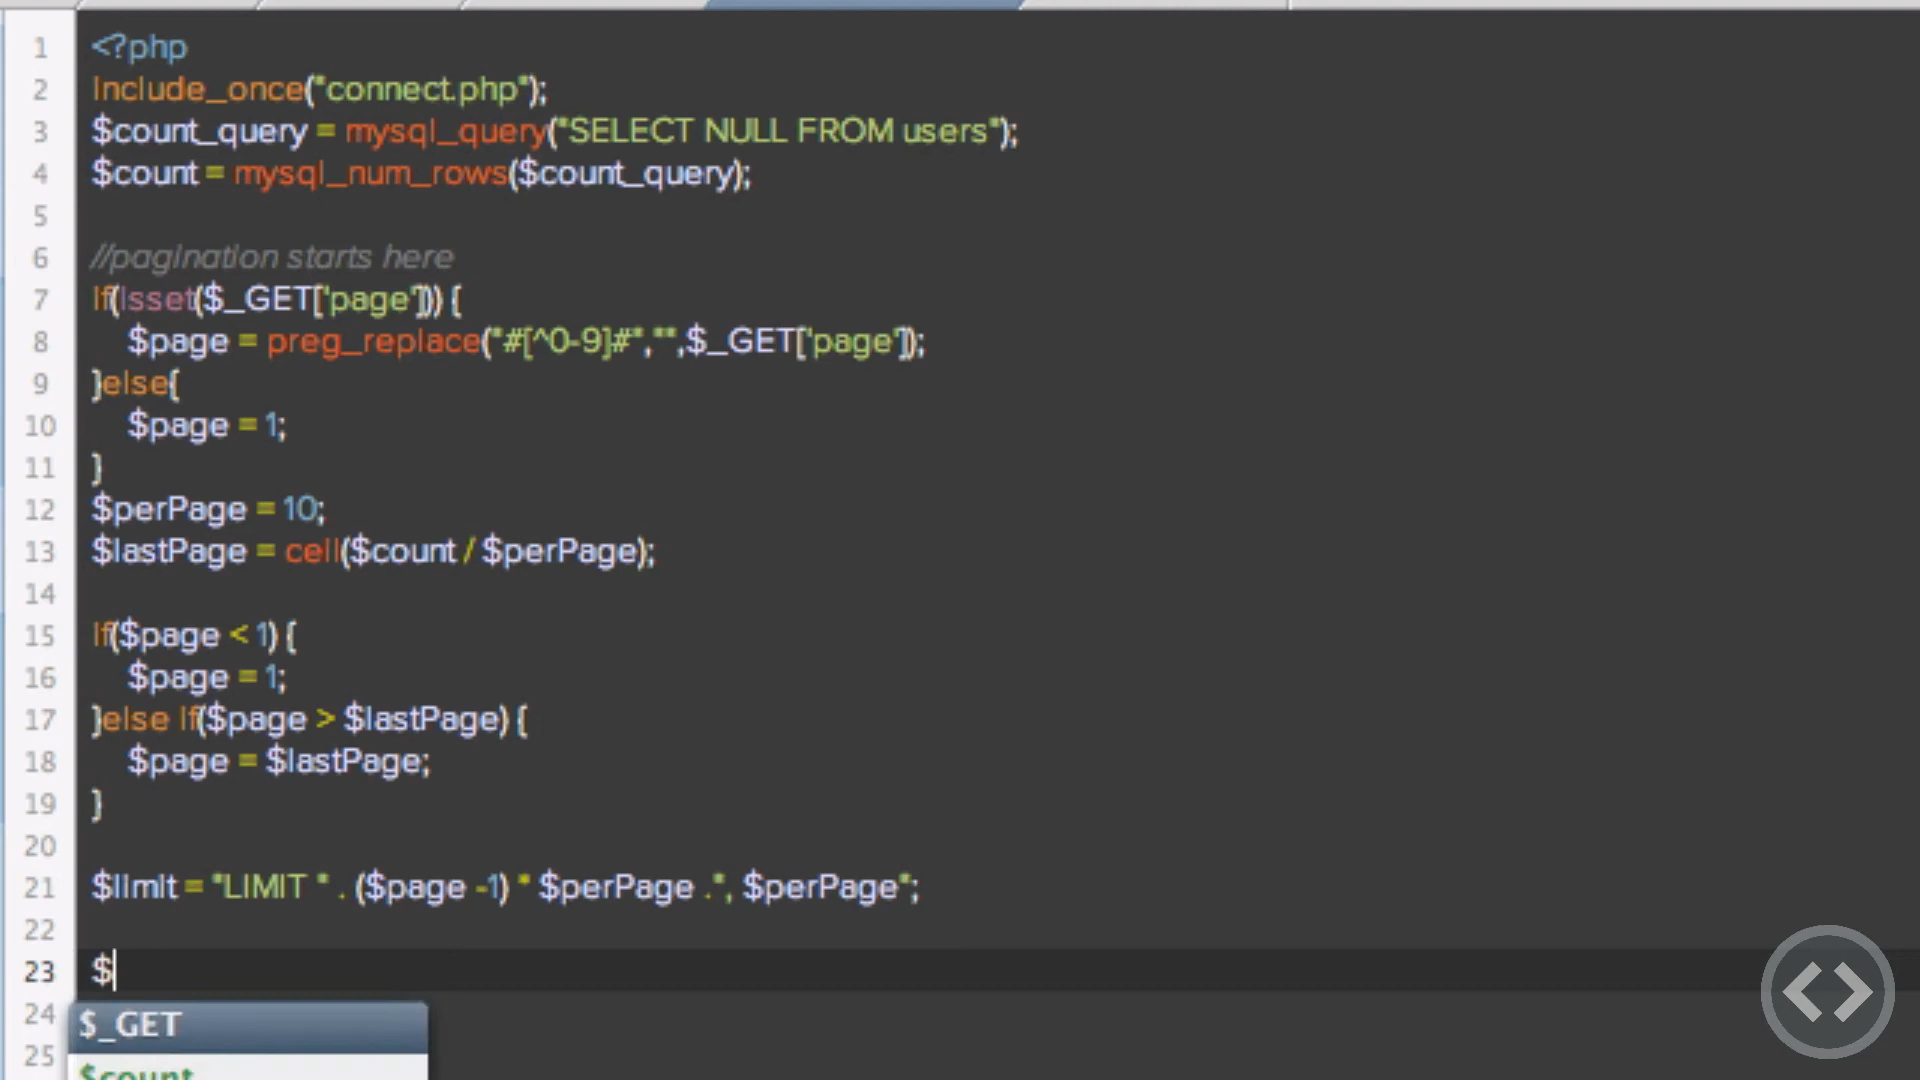 1 <?php
2 include_once("connect.php");
3 $count_query = mysql_query("SELECT NULL FROM users");
4 $count = mysql_num_rows($count_query);
5
6 //pagination starts here
7 if(isset($_GET['page'])) {
8 $page = preg_replace("#[^0-9]#","",$_GET['page']);
9 }else{
10 $page = 1;
11 }
12 $perPage = 10;
13 $lastPage = ceil($count / $perPage);
14
15 if($page < 1) {
16 $page = 1;
17 }else if($page > $lastPage) {
18 $page = $lastPage;
19 }
20
21 $limit = "LIMIT " . ($page -1) * $perPage .", $perPage";
22
23 $
24 $_GET
25 $count